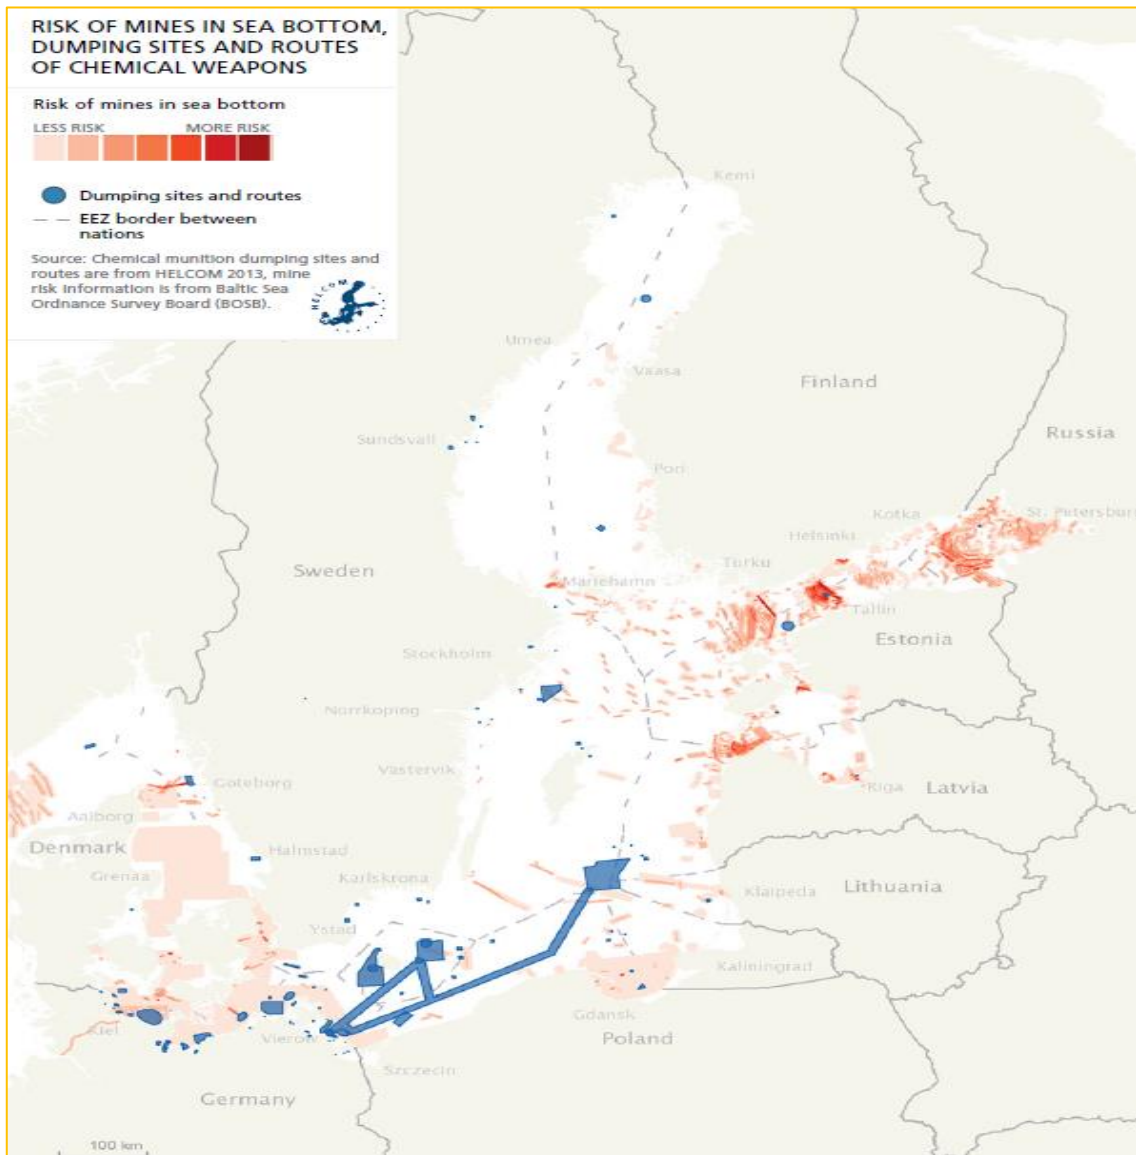 RISK OF MINES IN SEA BOTTOM,
DUMPING SITES AND ROUTES
OF CHEMICAL WEAPONS
Risk of mines in sea bottom
LESS RISK MORE RISK
Dumping sites and routes
EEZ border between
nations
Source: Chemical munition dumping sites and
routes are from HELCOM 2013, mine
risk information is from Baltic Sea
Ordnance Survey Board (BOSB).
HELCOM
Kemi
Umea
Vaasa
Finland
Sundsvall
Russia
Pori
Kotka
St. Petersburg
Helsinki
Turku
Sweden
Mariehamn
Tallin
Estonia
Stockholm
Norrkoping
Vastervik
Goteborg
Riga
Latvia
Aalborg
Denmark
Halmstad
Grenaa
Karlskrona
Klaipeda
Lithuania
Ystad
Kaliningrad
Gdansk
Kiel
Vierow
Poland
Szczecin
Germany
100 km